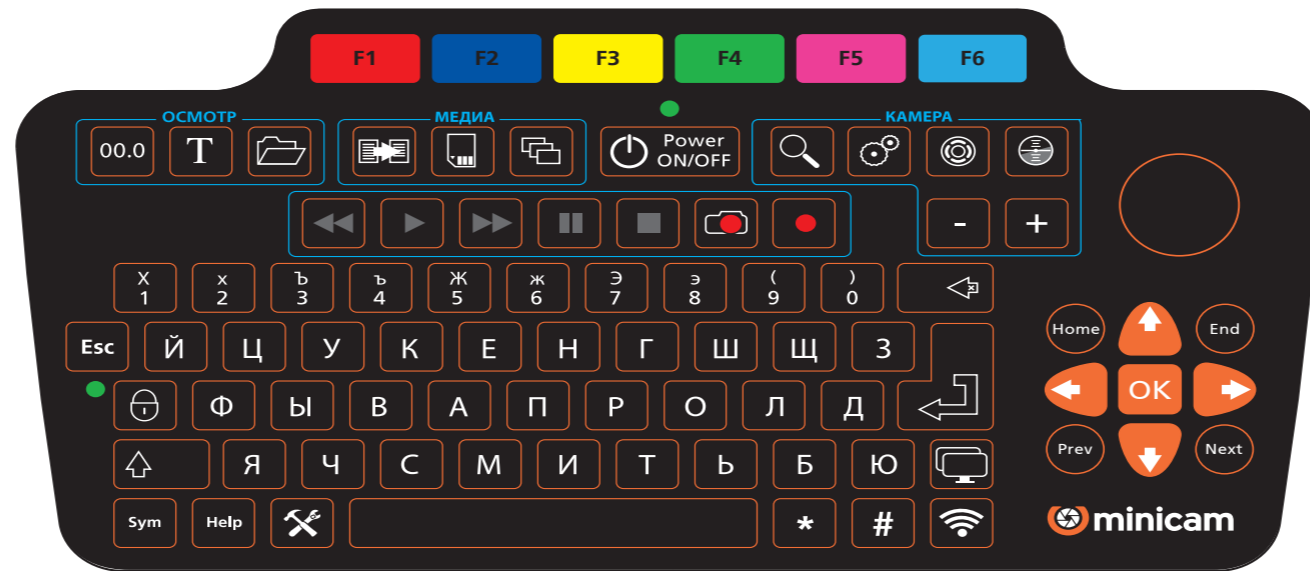 F1 F2 F3 F4 F5 F6
ОСМОТР МЕДИА КАМЕРА
00.0 T Power
ON/OFF
- +
Х х Ъ ъ Ж ж Э э ( )
1 2 3 4 5 6 7 8 9 0
Esc Й Ц У К Е Н Г Ш Щ З
Ф Ы В А П Р О Л Д
Я Ч С М И Т Ь Б Ю
Sym Help * #
Home End
OK
Prev Next
minicam